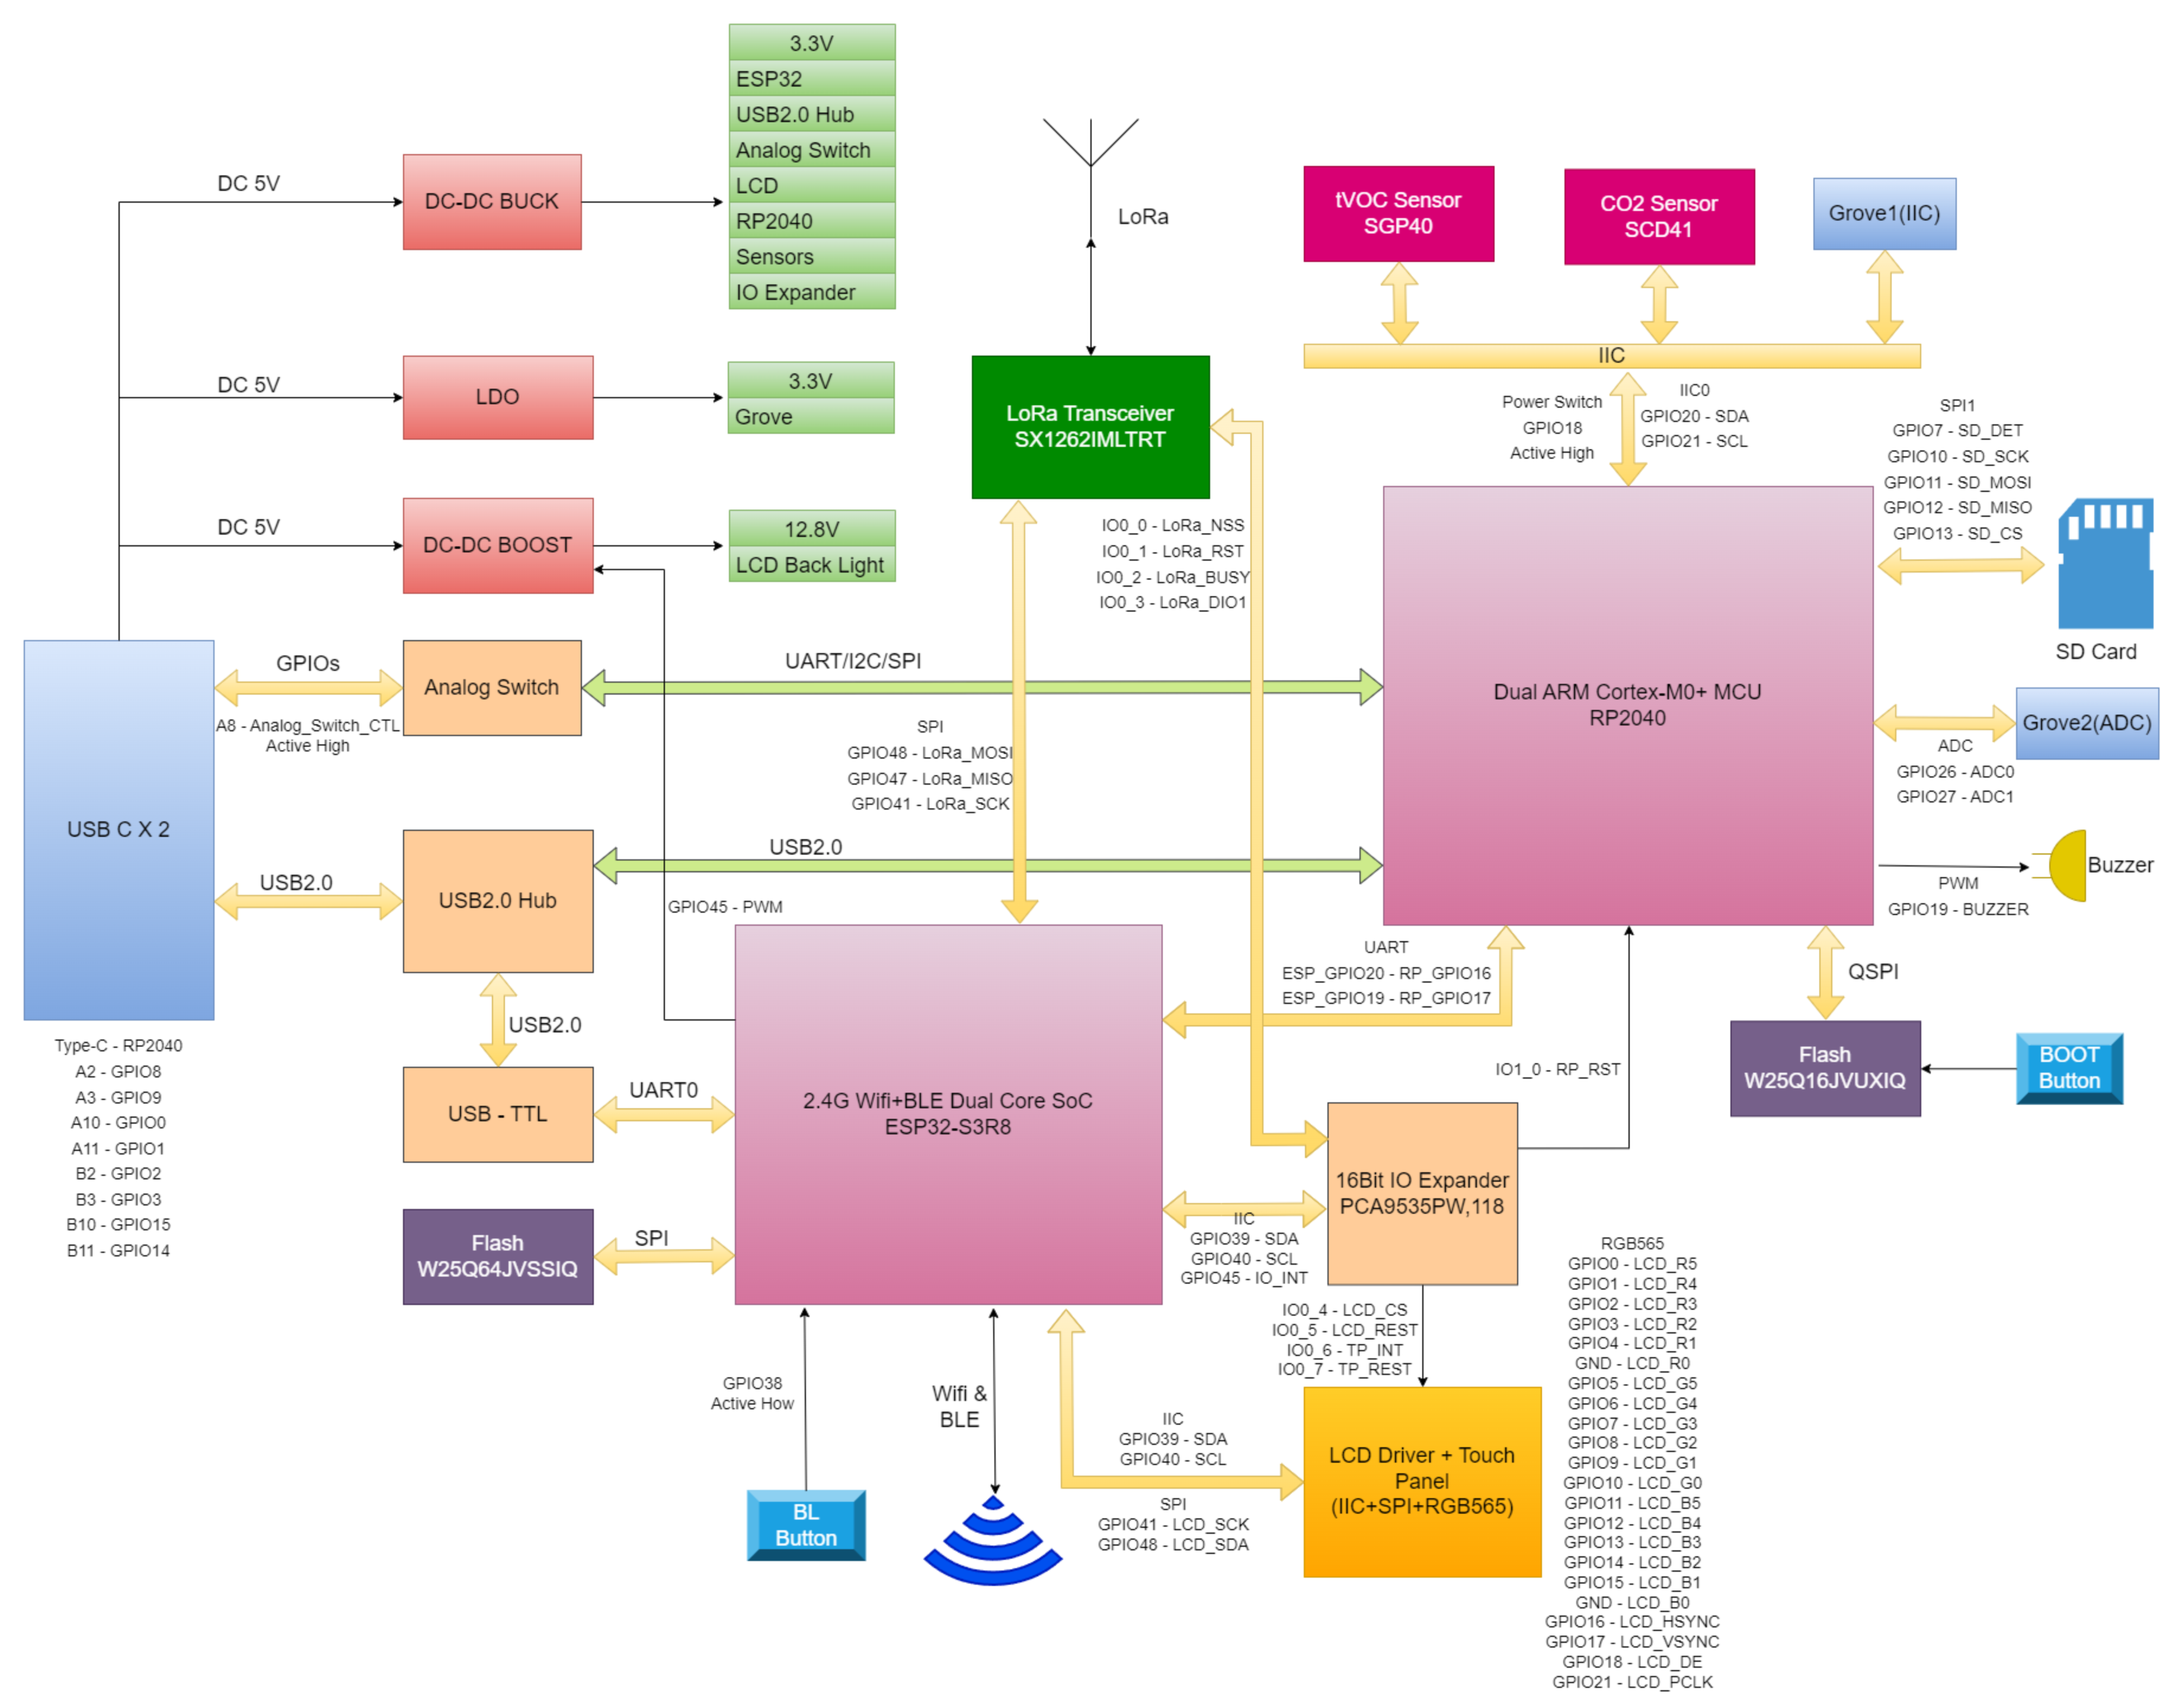 3.3V
ESP32
USB2.0 Hub
Analog Switch
LCD
RP2040
Sensors
IO Expander
DC 5V
DC-DC BUCK
DC 5V
LDO
3.3V
Grove
DC 5V
DC-DC BOOST
12.8V
LCD Back Light
LoRa
LoRa Transceiver
SX1262IMLTRT
tVOC Sensor
SGP40
CO2 Sensor
SCD41
Grove1(IIC)
IIC
Power Switch
GPIO18
Active High
IIC0
GPIO20 - SDA
GPIO21 - SCL
SPI1
GPIO7 - SD_DET
GPIO10 - SD_SCK
GPIO11 - SD_MOSI
GPIO12 - SD_MISO
GPIO13 - SD_CS
SD Card
IO0_0 - LoRa_NSS
IO0_1 - LoRa_RST
IO0_2 - LoRa_BUSY
IO0_3 - LoRa_DIO1
GPIOs
A8 - Analog_Switch_CTL
Active High
Analog Switch
UART/I2C/SPI
Dual ARM Cortex-M0+ MCU
RP2040
Grove2(ADC)
ADC
GPIO26 - ADC0
GPIO27 - ADC1
SPI
GPIO48 - LoRa_MOSI
GPIO47 - LoRa_MISO
GPIO41 - LoRa_SCK
USB C X 2
USB2.0
USB2.0 Hub
USB2.0
GPIO45 - PWM
Buzzer
PWM
GPIO19 - BUZZER
UART
ESP_GPIO20 - RP_GPIO16
ESP_GPIO19 - RP_GPIO17
QSPI
USB2.0
Type-C - RP2040
A2 - GPIO8
A3 - GPIO9
A10 - GPIO0
A11 - GPIO1
B2 - GPIO2
B3 - GPIO3
B10 - GPIO15
B11 - GPIO14
USB - TTL
UART0
2.4G Wifi+BLE Dual Core SoC
ESP32-S3R8
IO1_0 - RP_RST
Flash
W25Q16JVUXIQ
BOOT
Button
16Bit IO Expander
PCA9535PW,118
IIC
GPIO39 - SDA
GPIO40 - SCL
GPIO45 - IO_INT
Flash
W25Q64JVSSIQ
SPI
IO0_4 - LCD_CS
IO0_5 - LCD_REST
IO0_6 - TP_INT
IO0_7 - TP_REST
GPIO38
Active How
BL
Button
Wifi &
BLE
IIC
GPIO39 - SDA
GPIO40 - SCL
SPI
GPIO41 - LCD_SCK
GPIO48 - LCD_SDA
LCD Driver + Touch
Panel
(IIC+SPI+RGB565)
RGB565
GPIO0 - LCD_R5
GPIO1 - LCD_R4
GPIO2 - LCD_R3
GPIO3 - LCD_R2
GPIO4 - LCD_R1
GND - LCD_R0
GPIO5 - LCD_G5
GPIO6 - LCD_G4
GPIO7 - LCD_G3
GPIO8 - LCD_G2
GPIO9 - LCD_G1
GPIO10 - LCD_G0
GPIO11 - LCD_B5
GPIO12 - LCD_B4
GPIO13 - LCD_B3
GPIO14 - LCD_B2
GPIO15 - LCD_B1
GND - LCD_B0
GPIO16 - LCD_HSYNC
GPIO17 - LCD_VSYNC
GPIO18 - LCD_DE
GPIO21 - LCD_PCLK